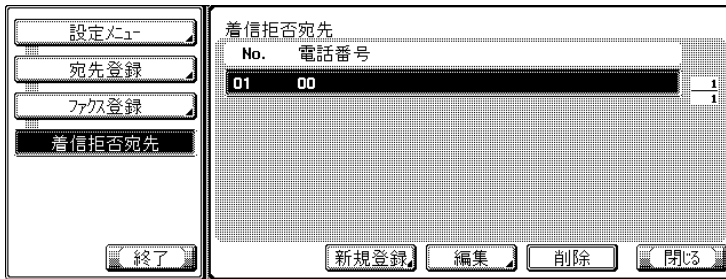 設定メニュー
宛先登録
ファクス登録
着信拒否宛先
終了
着信拒否宛先
No. 電話番号
01 00
1
1
新規登録 編集 削除 閉じる